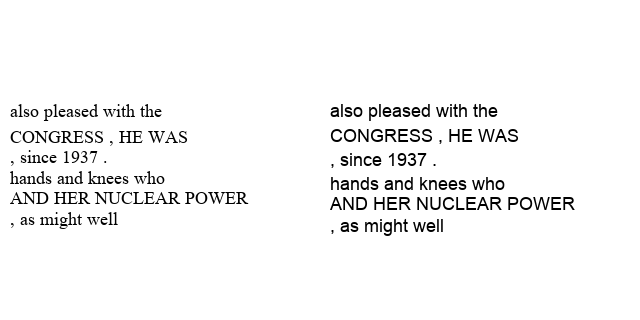 also pleased with the
CONGRESS , HE WAS
, since 1937 .
hands and knees who
AND HER NUCLEAR POWER
, as might well
also pleased with the
CONGRESS , HE WAS
, since 1937 .
hands and knees who
AND HER NUCLEAR POWER
, as might well